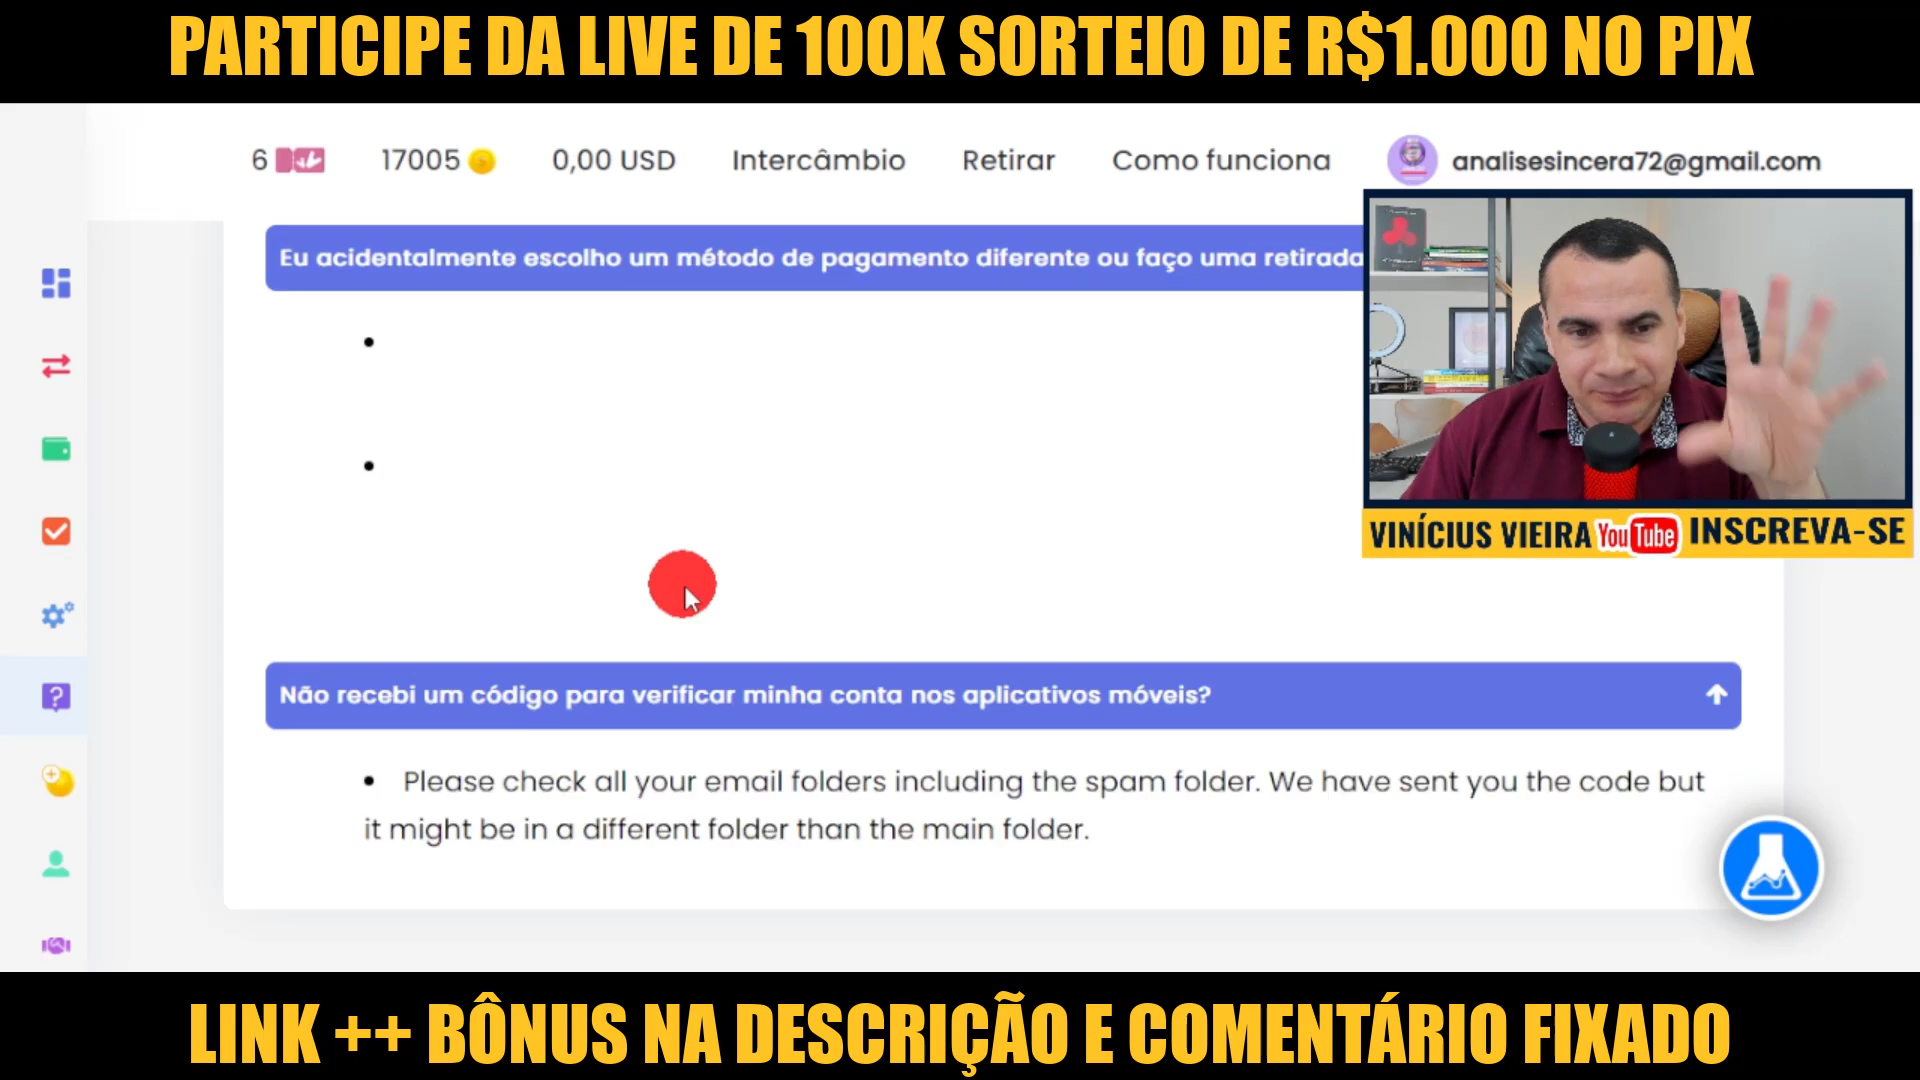 PARTICIPE DA LIVE DE 100K SORTEIO DE R$1.000 NO PIX
6 17005 0,00 USD Intercâmbio Retirar Como funciona analisesincera72@gmail.com
Eu acidentalmente escolho um método de pagamento diferente ou faço uma retirada
VINÍCIUS VIEIRA YouTube INSCREVA-SE
Não recebi um código para verificar minha conta nos aplicativos móveis?
• Please check all your email folders including the spam folder. We have sent you the code but
it might be in a different folder than the main folder.
LINK ++ BÔNUS NA DESCRIÇÃO E COMENTÁRIO FIXADO